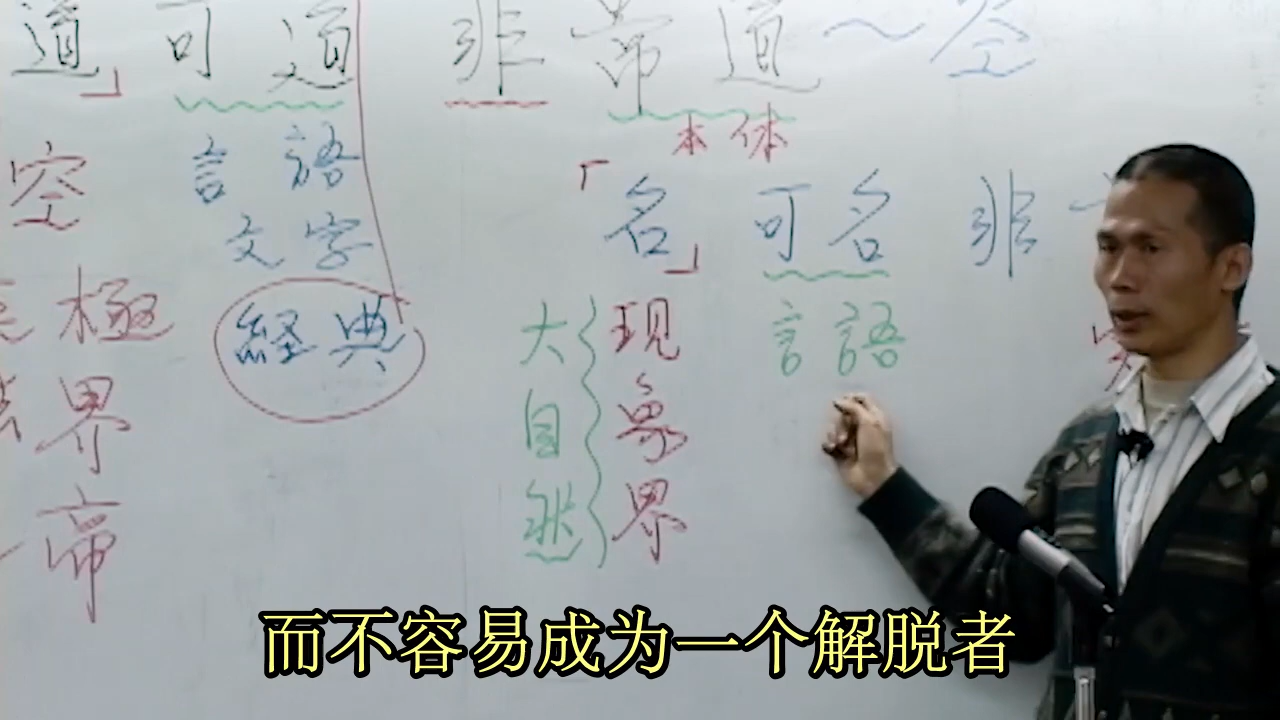 「道」可道 非常道～空
本体
空 言語
文字
極
界
帝
經典
「名」可名 非
大自然
现象界
言語
而不容易成为一个解脱者